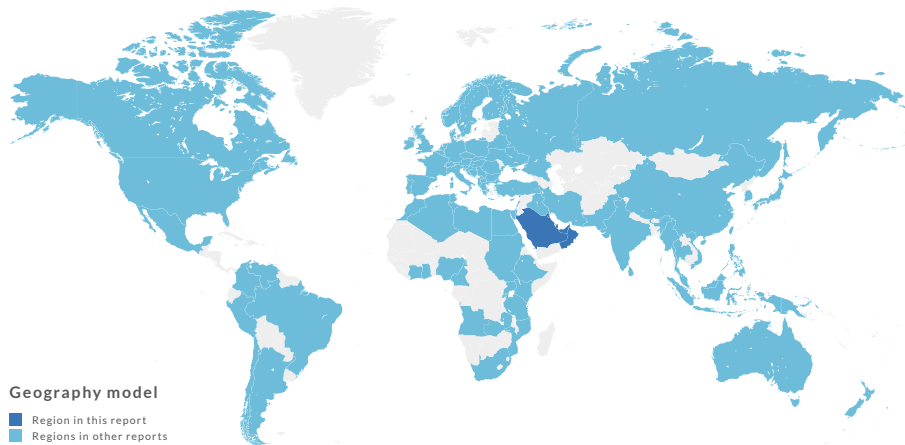 Geography model
Region in this report
Regions in other reports